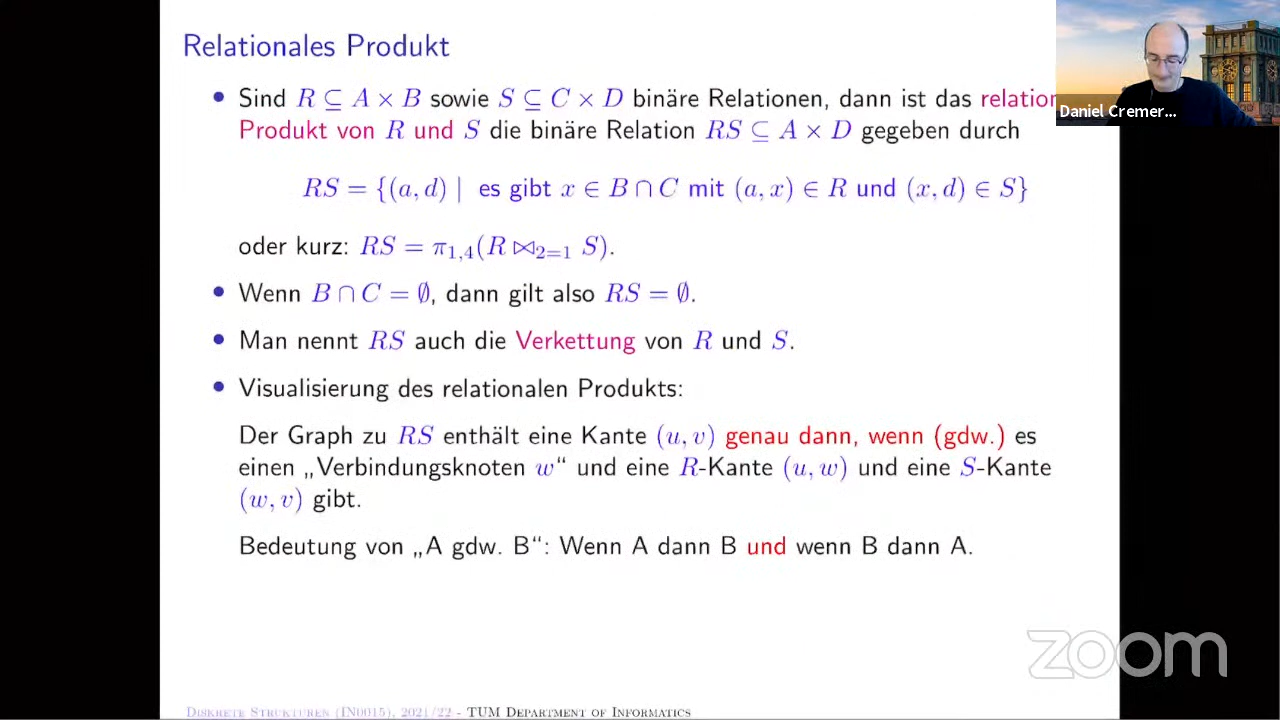 Relationales Produkt
• Sind R ⊆ A × B sowie S ⊆ C × D binäre Relationen, dann ist das relation
Produkt von R und S die binäre Relation RS ⊆ A × D gegeben durch
RS = {(a, d) | es gibt x ∈ B ∩ C mit (a, x) ∈ R und (x, d) ∈ S}
oder kurz: RS = π₁,₄(R ⋈₂₌₁ S).
• Wenn B ∩ C = ∅, dann gilt also RS = ∅.
• Man nennt RS auch die Verkettung von R und S.
• Visualisierung des relationalen Produkts:
Der Graph zu RS enthält eine Kante (u, v) genau dann, wenn (gdw.) es
einen „Verbindungsknoten w“ und eine R-Kante (u, w) und eine S-Kante
(w, v) gibt.
Bedeutung von „A gdw. B“: Wenn A dann B und wenn B dann A.
Diskrete Strukturen (IN0015), 2021/22 - TUM Department of Informatics
Daniel Cremer...
zoom